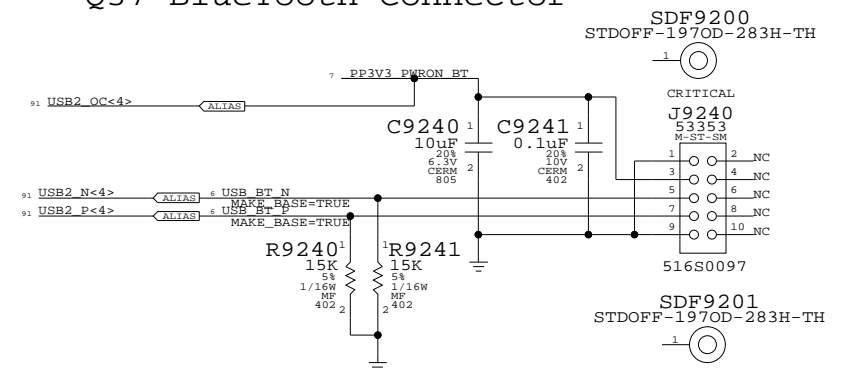 SDF9200
STDOFF-197OD-283H-TH
1
7 PP3V3_PWRON_BT
CRITICAL
91 USB2_OC<4> ALIAS
J9240
53353
M-ST-SM
C9240 1
10uF
20%
6.3V 2
CERM
805
C9241 1
0.1uF
20%
10V 2
CERM
402
1 2 NC
3 4 NC
5 6 NC
7 8 NC
9 10 NC
516S0097
91 USB2_N<4> ALIAS 6 USB_BT_N
MAKE_BASE=TRUE
91 USB2_P<4> ALIAS 6 USB_BT_P
MAKE_BASE=TRUE
R9240 1
15K
5%
1/16W
MF
402 2
1 R9241
15K
5%
1/16W
MF
2 402
SDF9201
STDOFF-197OD-283H-TH
1